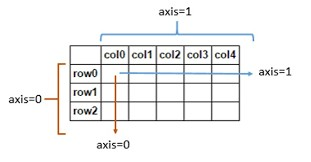 axis=1
col0 col1 col2 col3 col4
row0
axis=1
row1
axis=0
row2
axis=0